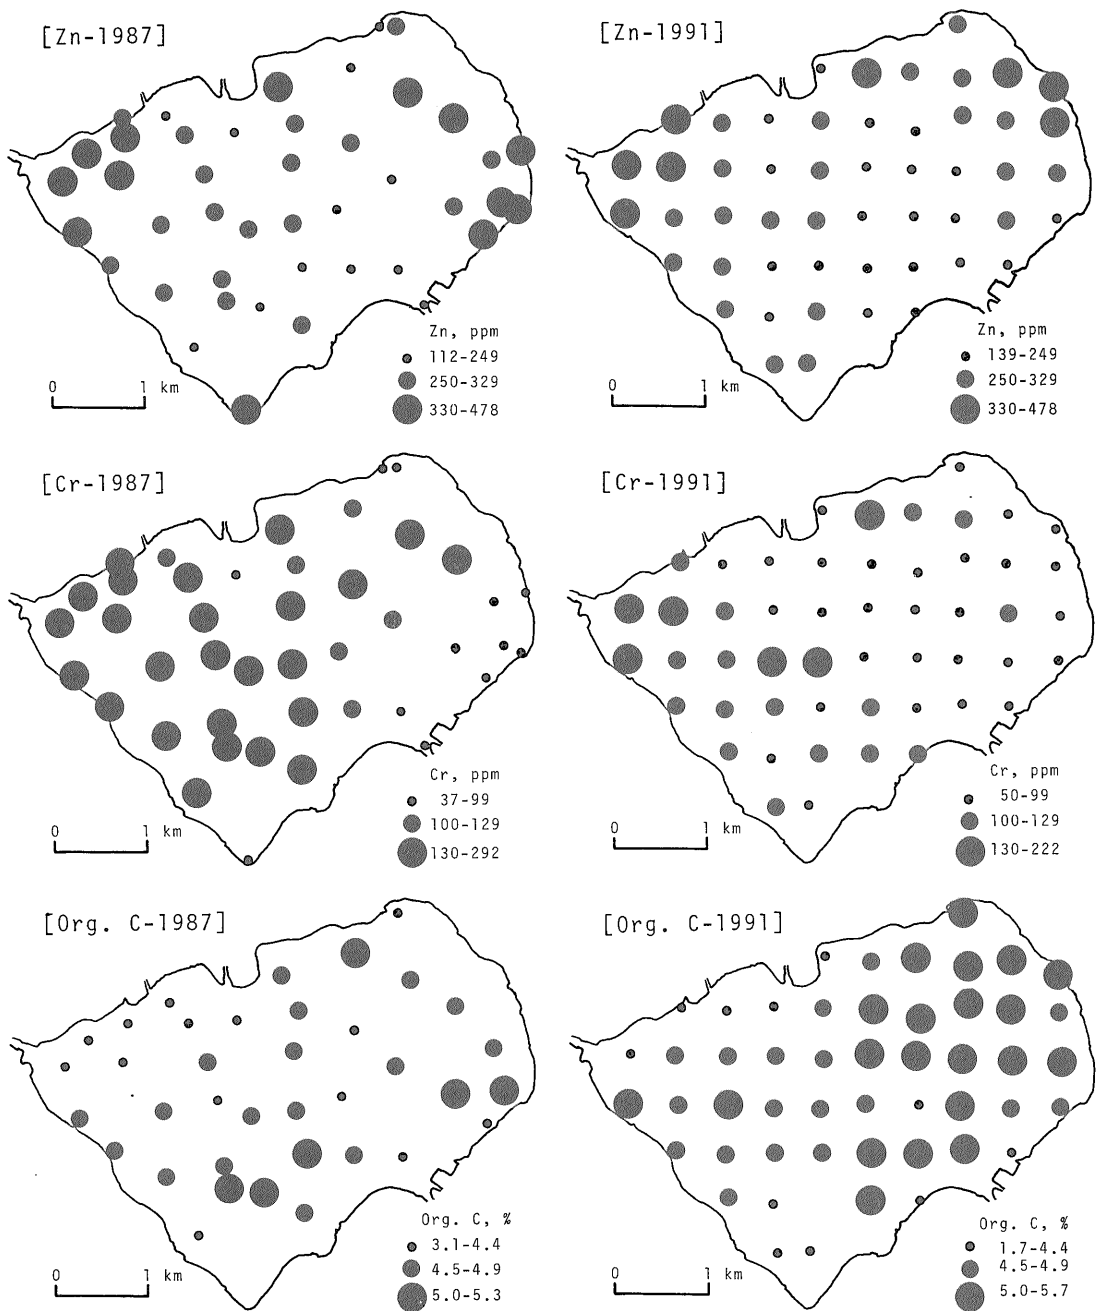 [Zn-1987]
Zn, ppm
112-249
250-329
330-478
0 1 km
[Zn-1991]
Zn, ppm
139-249
250-329
330-478
0 1 km
[Cr-1987]
Cr, ppm
37-99
100-129
130-292
0 1 km
[Cr-1991]
Cr, ppm
50-99
100-129
130-222
0 1 km
[Org. C-1987]
Org. C, %
3.1-4.4
4.5-4.9
5.0-5.3
0 1 km
[Org. C-1991]
Org. C, %
1.7-4.4
4.5-4.9
5.0-5.7
0 1 km